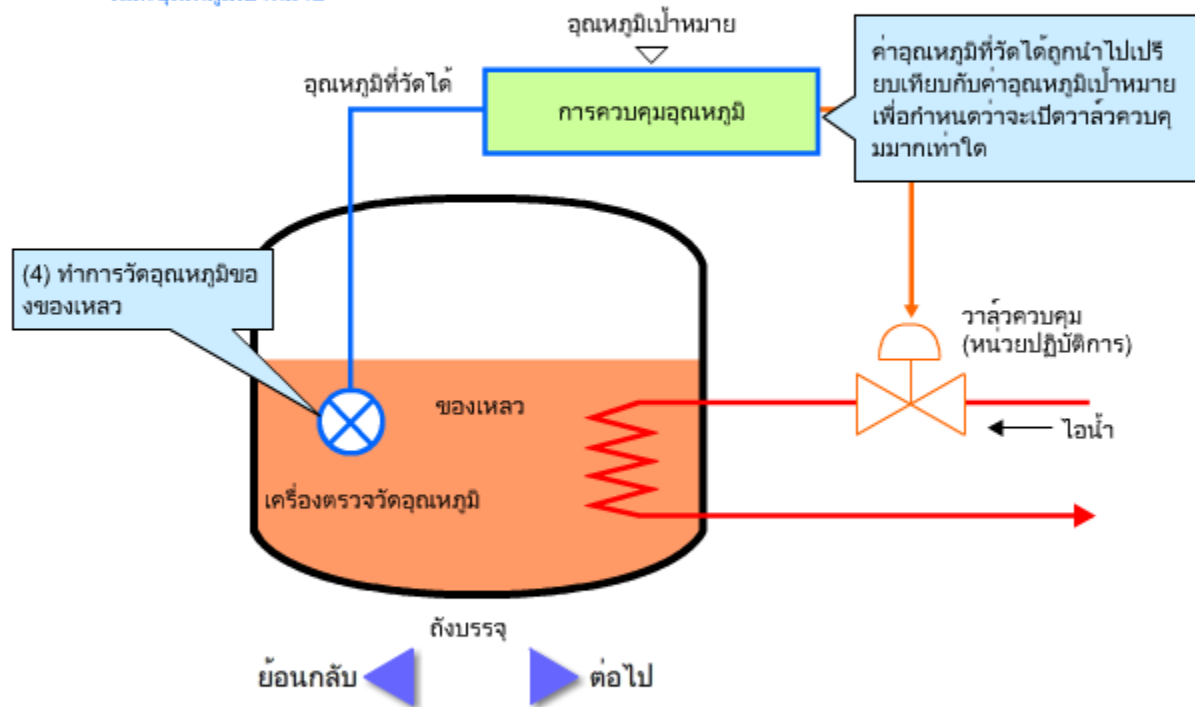 อุณหภูมิเป้าหมาย
อุณหภูมิที่วัดได้
การควบคุมอุณหภูมิ
ค่าอุณหภูมิที่วัดได้ถูกนำไปเปรี
ยบเทียบกับค่าอุณหภูมิเป้าหมาย
เพื่อกำหนดว่าจะเปิดวาล์วควบคุ
มมากเท่าใด
(4) ทำการวัดอุณหภูมิขอ
งของเหลว
วาล์วควบคุม
(หน่วยปฏิบัติการ)
ของเหลว
ไอน้ำ
เครื่องตรวจวัดอุณหภูมิ
ถังบรรจุ
ย้อนกลับ
ต่อไป